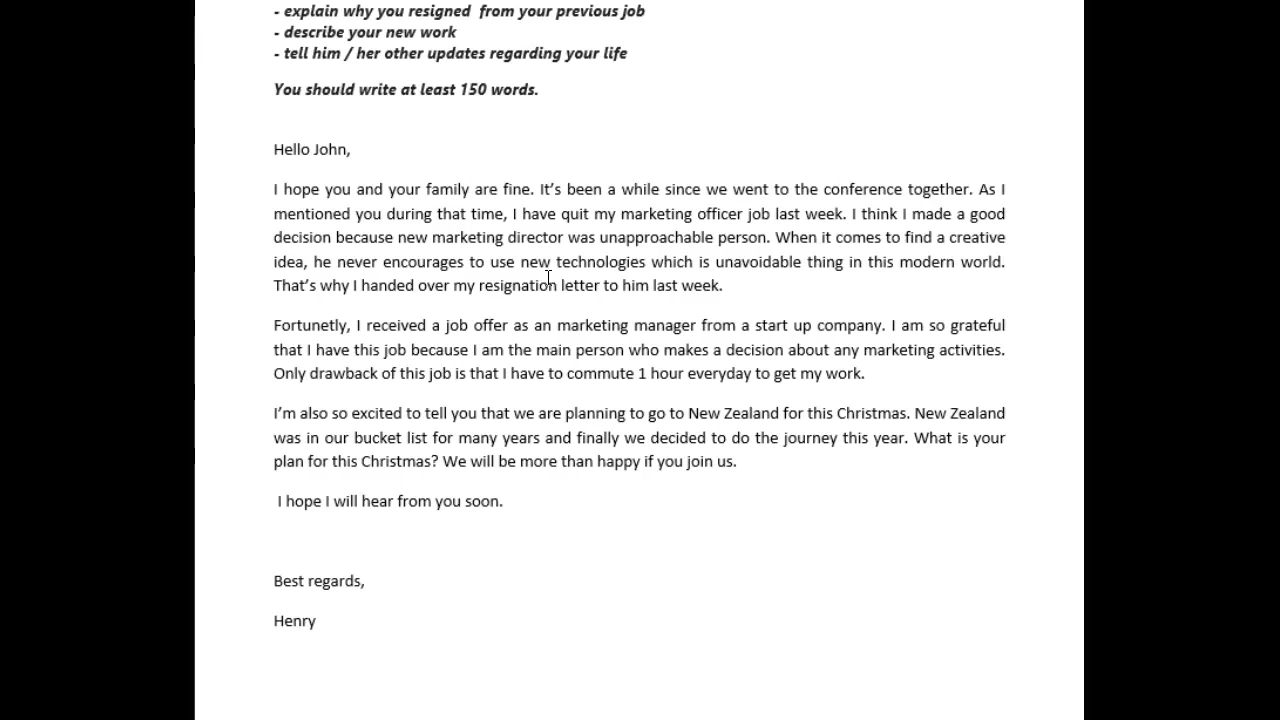 - explain why you resigned  from your previous job
- describe your new work
- tell him / her other updates regarding your life
You should write at least 150 words.
Hello John,
I hope you and your family are fine. It’s been a while since we went to the conference together. As I
mentioned you during that time, I have quit my marketing officer job last week. I think I made a good
decision because new marketing director was unapproachable person. When it comes to find a creative
idea, he never encourages to use new technologies which is unavoidable thing in this modern world.
That’s why I handed over my resignation letter to him last week.
Fortunetly, I received a job offer as an marketing manager from a start up company. I am so grateful
that I have this job because I am the main person who makes a decision about any marketing activities.
Only drawback of this job is that I have to commute 1 hour everyday to get my work.
I’m also so excited to tell you that we are planning to go to New Zealand for this Christmas. New Zealand
was in our bucket list for many years and finally we decided to do the journey this year. What is your
plan for this Christmas? We will be more than happy if you join us.
I hope I will hear from you soon.
Best regards,
Henry